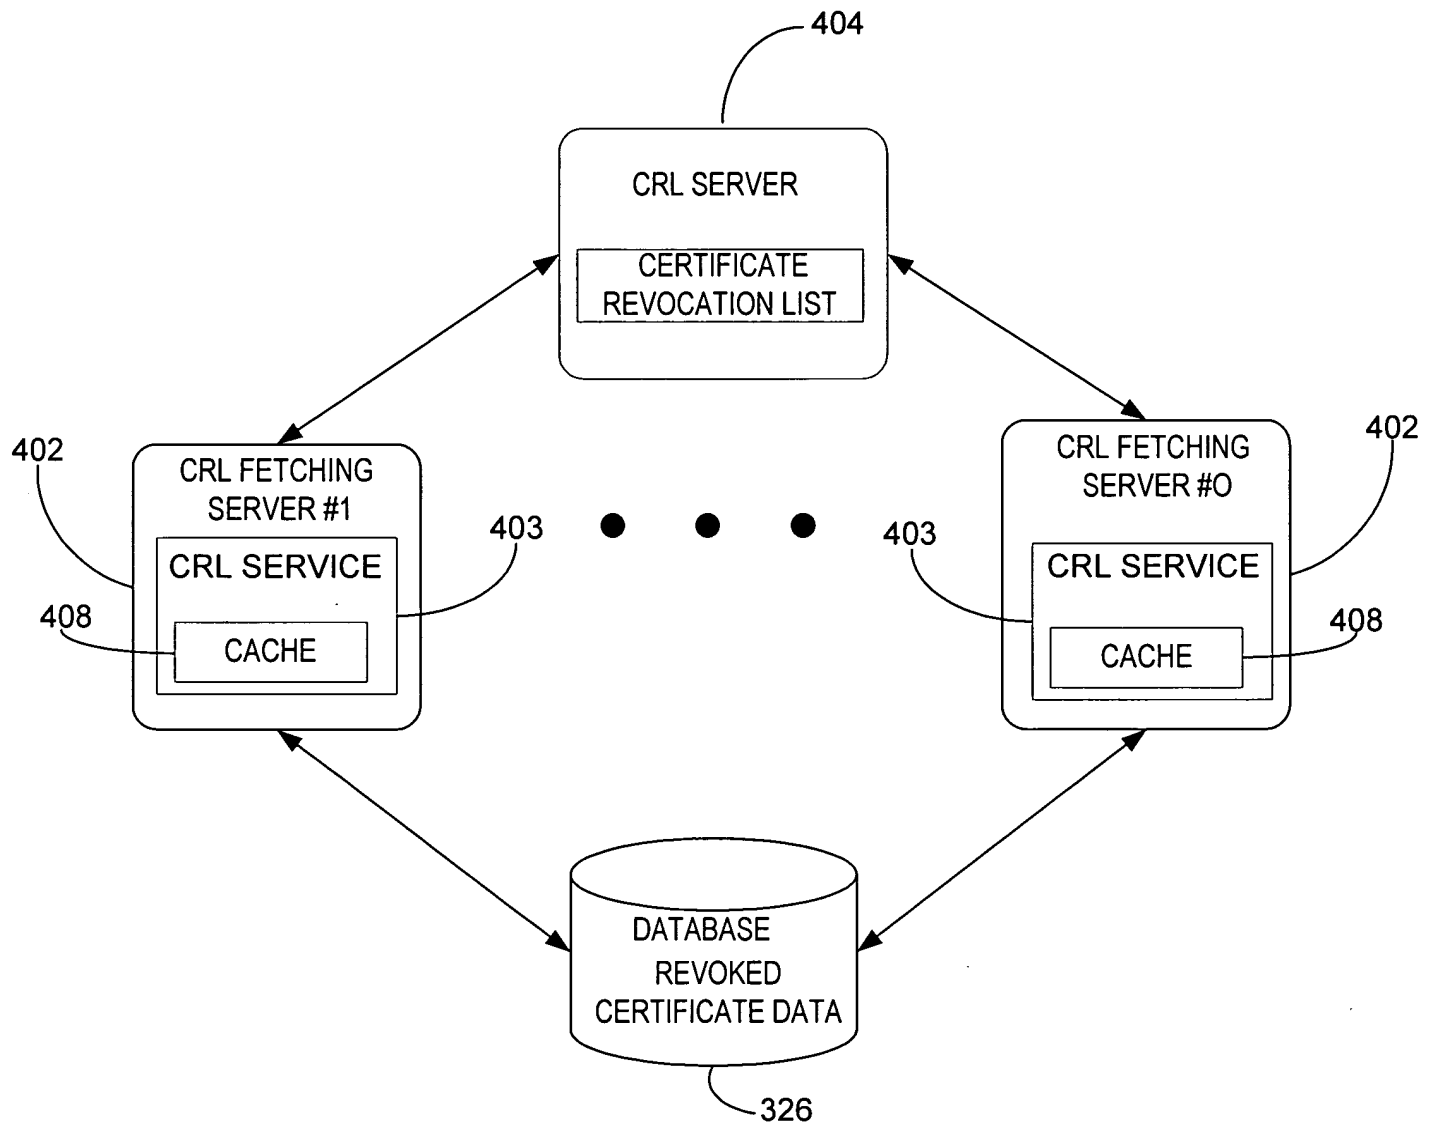 404
CRL SERVER
CERTIFICATE
REVOCATION LIST
402
CRL FETCHING
SERVER #1
CRL SERVICE
403
408
CACHE
402
CRL FETCHING
SERVER #O
403
CRL SERVICE
408
CACHE
DATABASE
REVOKED
CERTIFICATE DATA
326